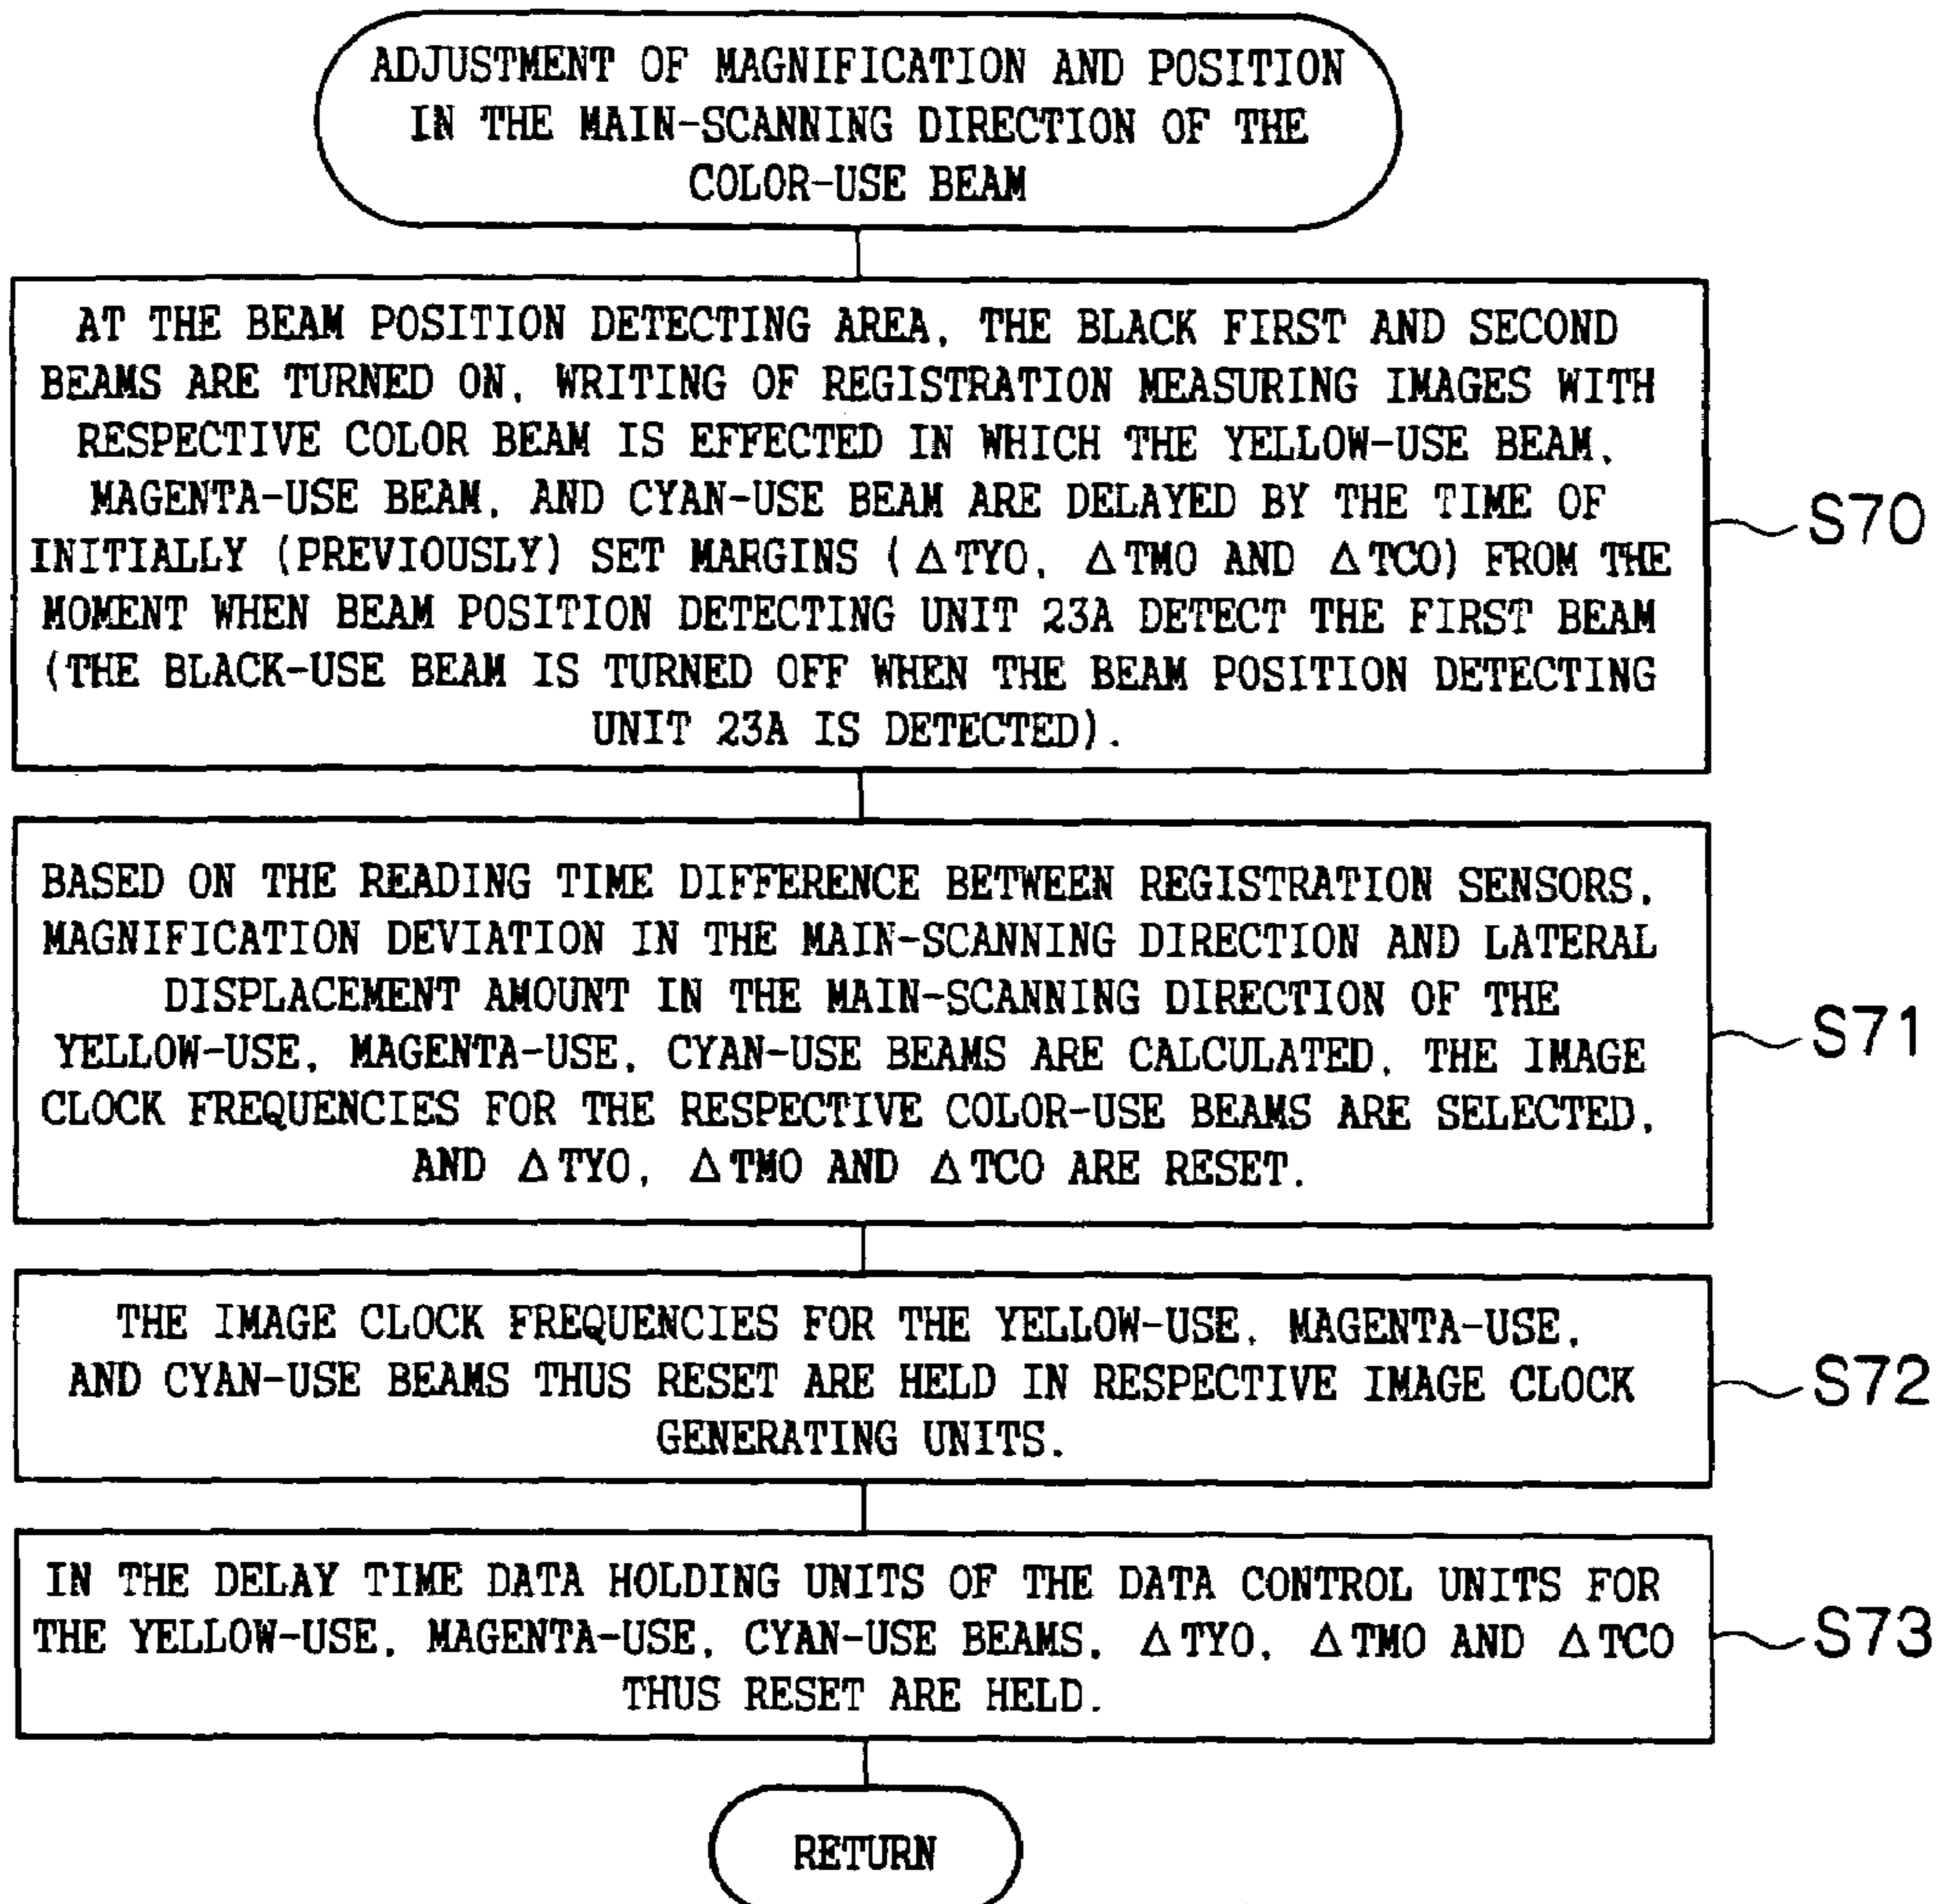 ADJUSTMENT OF MAGNIFICATION AND POSITION
IN THE MAIN-SCANNING DIRECTION OF THE
COLOR-USE BEAM
AT THE BEAM POSITION DETECTING AREA, THE BLACK FIRST AND SECOND
BEAMS ARE TURNED ON, WRITING OF REGISTRATION MEASURING IMAGES WITH
RESPECTIVE COLOR BEAM IS EFFECTED IN WHICH THE YELLOW-USE BEAM,
MAGENTA-USE BEAM, AND CYAN-USE BEAM ARE DELAYED BY THE TIME OF
INITIALLY (PREVIOUSLY) SET MARGINS (ΔTYO, ΔTMO AND ΔTCO) FROM THE
MOMENT WHEN BEAM POSITION DETECTING UNIT 23A DETECT THE FIRST BEAM
(THE BLACK-USE BEAM IS TURNED OFF WHEN THE BEAM POSITION DETECTING
UNIT 23A IS DETECTED).
S70
BASED ON THE READING TIME DIFFERENCE BETWEEN REGISTRATION SENSORS,
MAGNIFICATION DEVIATION IN THE MAIN-SCANNING DIRECTION AND LATERAL
DISPLACEMENT AMOUNT IN THE MAIN-SCANNING DIRECTION OF THE
YELLOW-USE, MAGENTA-USE, CYAN-USE BEAMS ARE CALCULATED, THE IMAGE
CLOCK FREQUENCIES FOR THE RESPECTIVE COLOR-USE BEAMS ARE SELECTED,
AND ΔTYO, ΔTMO AND ΔTCO ARE RESET.
S71
THE IMAGE CLOCK FREQUENCIES FOR THE YELLOW-USE, MAGENTA-USE,
AND CYAN-USE BEAMS THUS RESET ARE HELD IN RESPECTIVE IMAGE CLOCK
GENERATING UNITS.
S72
IN THE DELAY TIME DATA HOLDING UNITS OF THE DATA CONTROL UNITS FOR
THE YELLOW-USE, MAGENTA-USE, CYAN-USE BEAMS, ΔTYO, ΔTMO AND ΔTCO
THUS RESET ARE HELD.
S73
RETURN